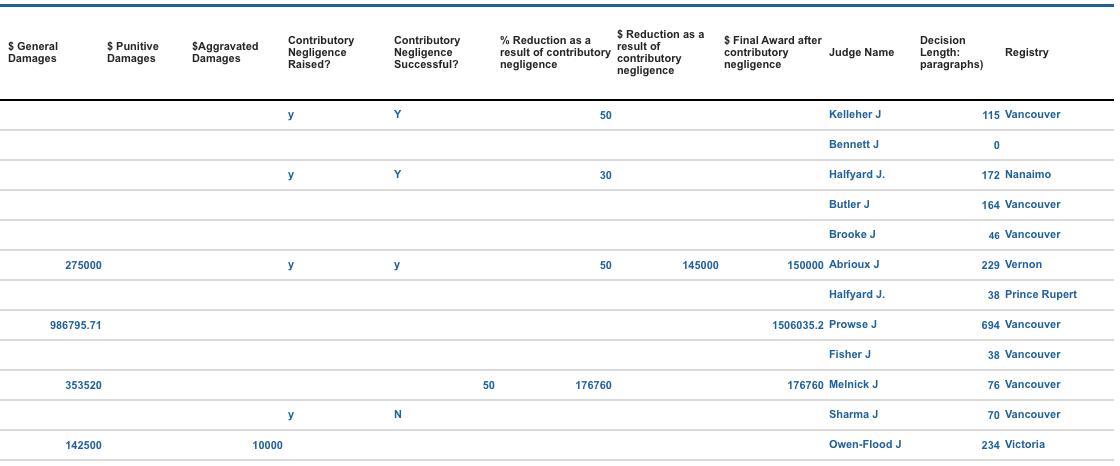 $ General Damages $ Punitive Damages $Aggravated Damages Contributory Negligence Raised? Contributory Negligence Successful? % Reduction as a result of contributory negligence $ Reduction as a result of contributory negligence $ Final Award after contributory negligence Judge Name Decision Length: paragraphs) Registry
y Y 50 Kelleher J 115 Vancouver
Bennett J 0
y Y 30 Halfyard J. 172 Nanaimo
Butler J 164 Vancouver
Brooke J 46 Vancouver
275000 y y 50 145000 150000 Abrioux J 229 Vernon
Halfyard J. 38 Prince Rupert
986795.71 1506035.2 Prowse J 694 Vancouver
Fisher J 38 Vancouver
353520 50 176760 176760 Melnick J 76 Vancouver
y N Sharma J 70 Vancouver
142500 10000 Owen-Flood J 234 Victoria